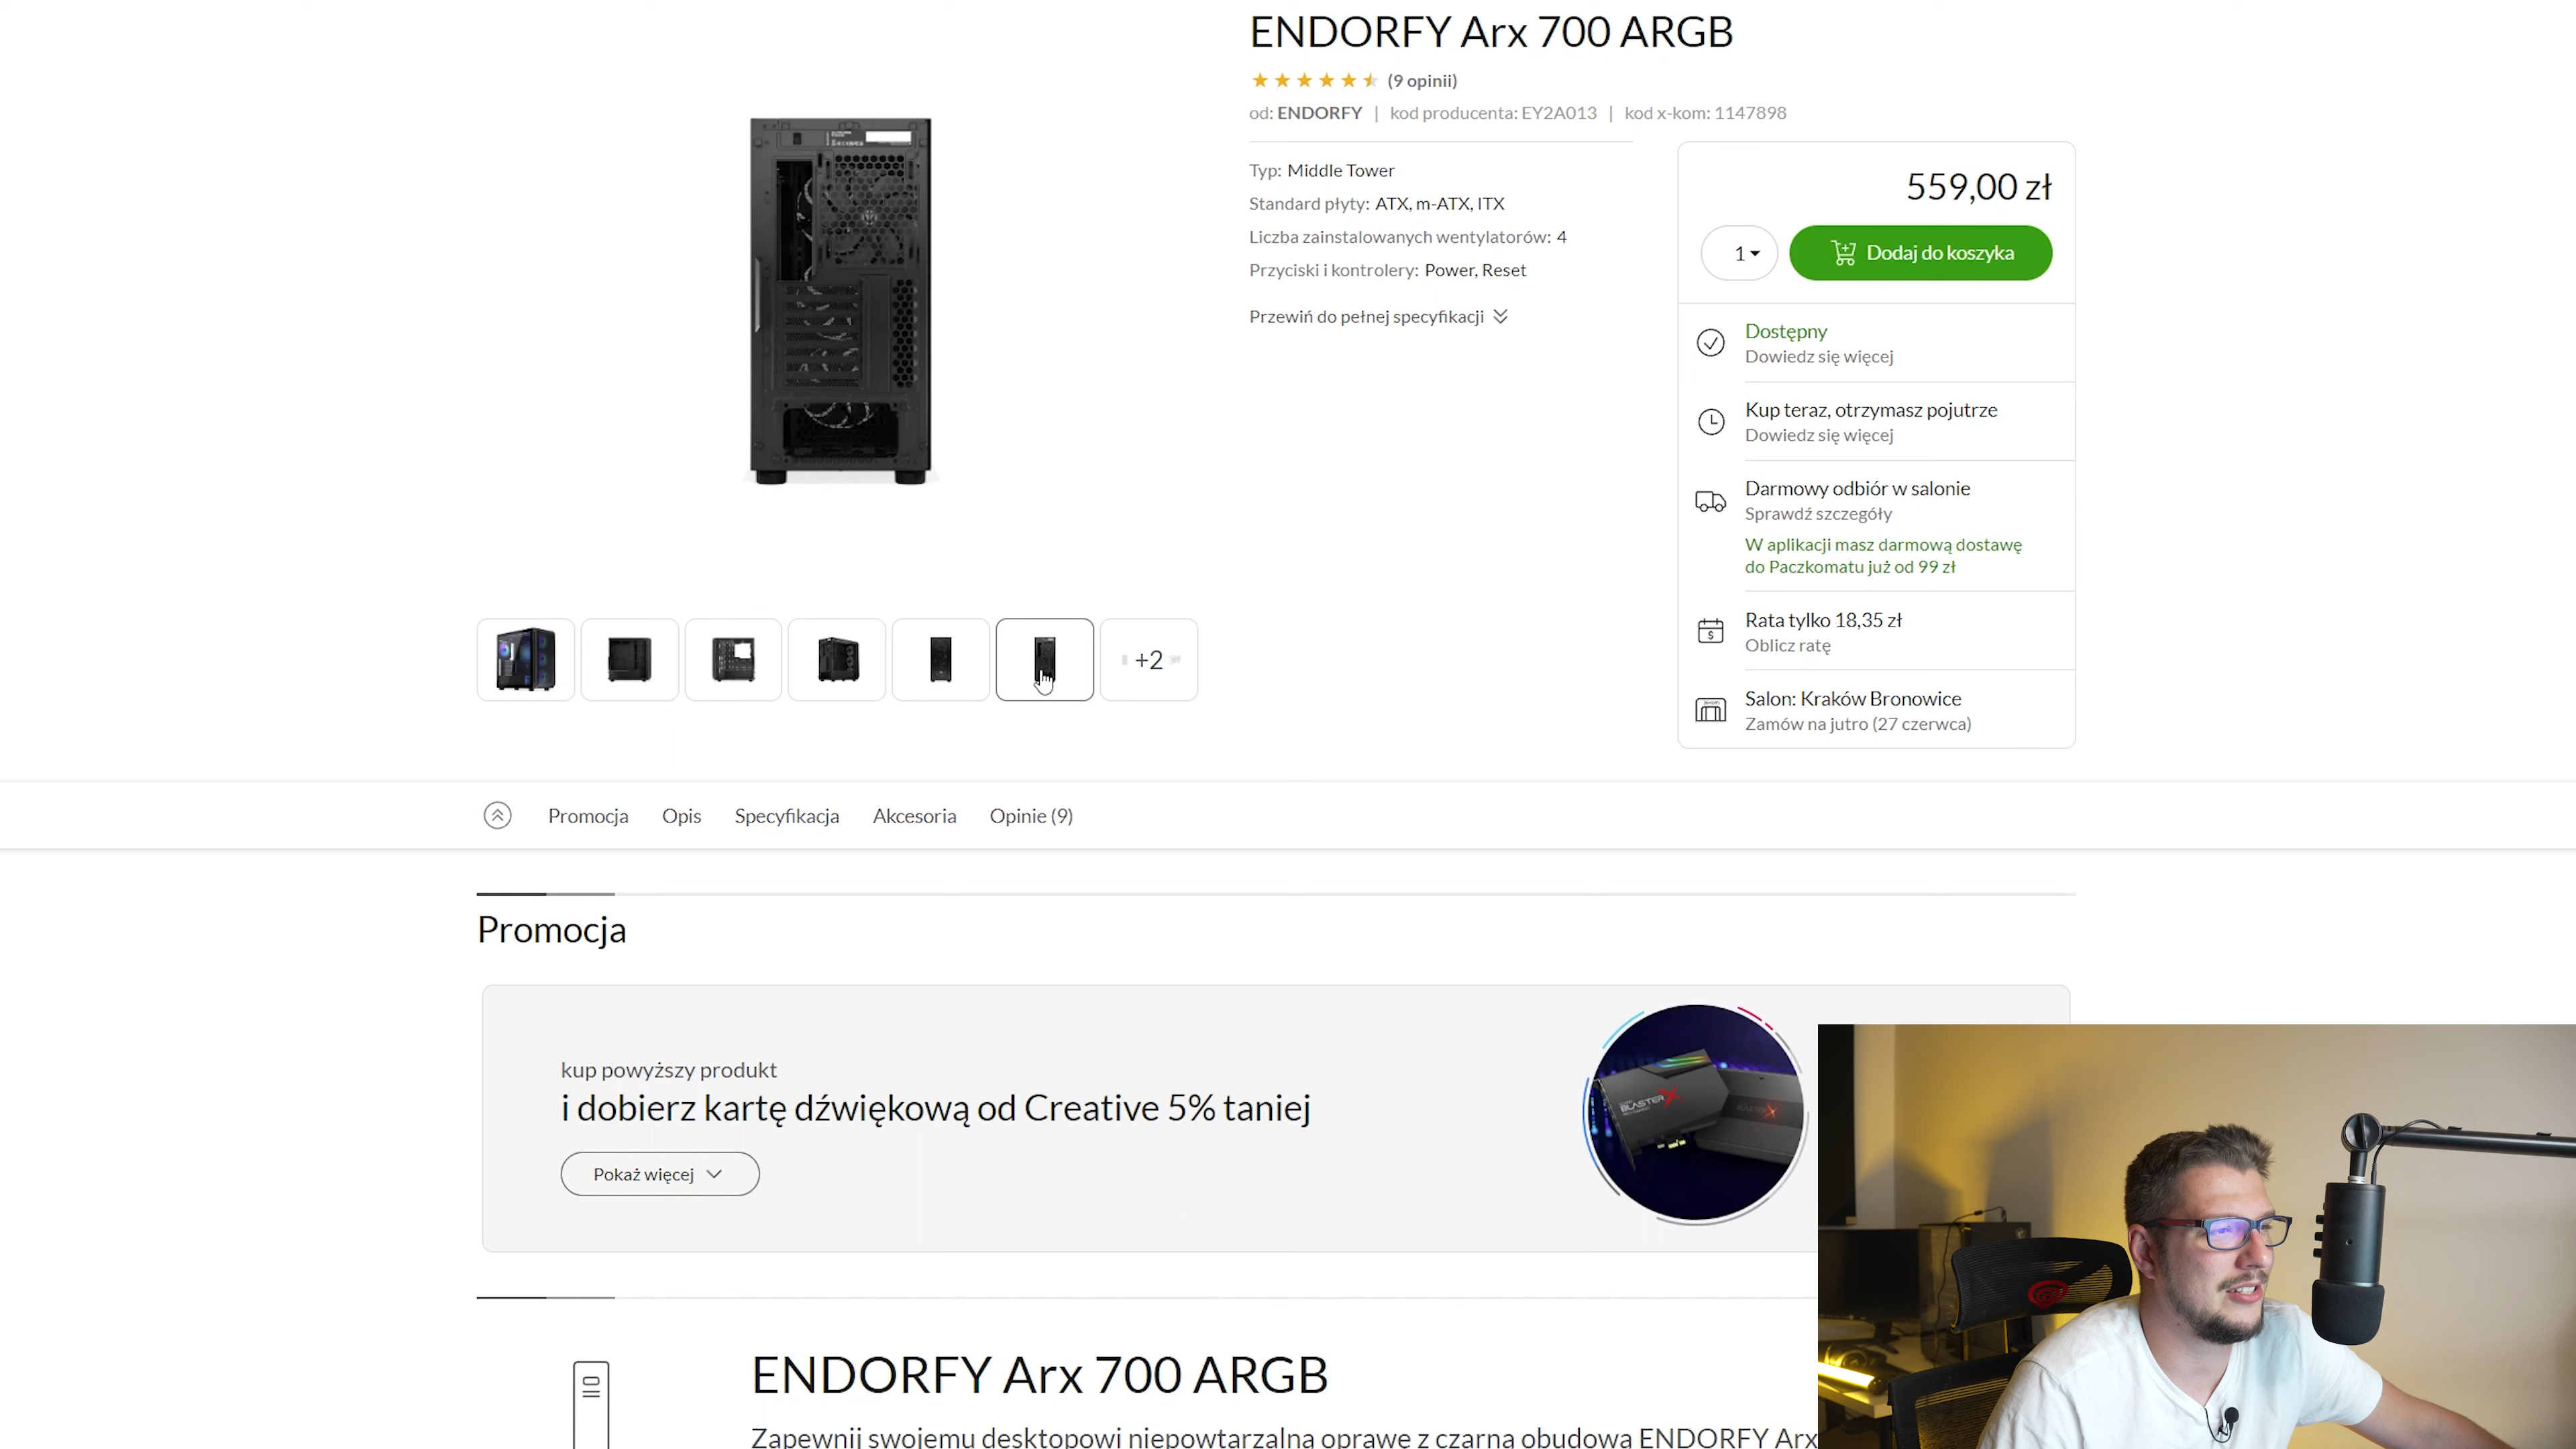 ENDORFY Arx 700 ARGB
(9 opinii)
od: ENDORFY | kod producenta: EY2A013 | kod x-kom: 1147898
Typ: Middle Tower
Standard płyty: ATX, m-ATX, ITX
Liczba zainstalowanych wentylatorów: 4
Przyciski i kontrolery: Power, Reset
Przewiń do pełnej specyfikacji
559,00 zł
1
Dodaj do koszyka
Dostępny
Dowiedz się więcej
Kup teraz, otrzymasz pojutrze
Dowiedz się więcej
Darmowy odbiór w salonie
Sprawdź szczegóły
W aplikacji masz darmową dostawę
do Paczkomatu już od 99 zł
Rata tylko 18,35 zł
Oblicz ratę
Salon: Kraków Bronowice
Zamów na jutro (27 czerwca)
+2
Promocja
Opis
Specyfikacja
Akcesoria
Opinie (9)
Promocja
kup powyższy produkt
i dobierz kartę dźwiękową od Creative 5% taniej
Pokaż więcej
BLASTERX
ENDORFY Arx 700 ARGB
Zapewnij swojemu desktopowi niepowtarzalną oprawę z czarną obudową ENDORFY Arx